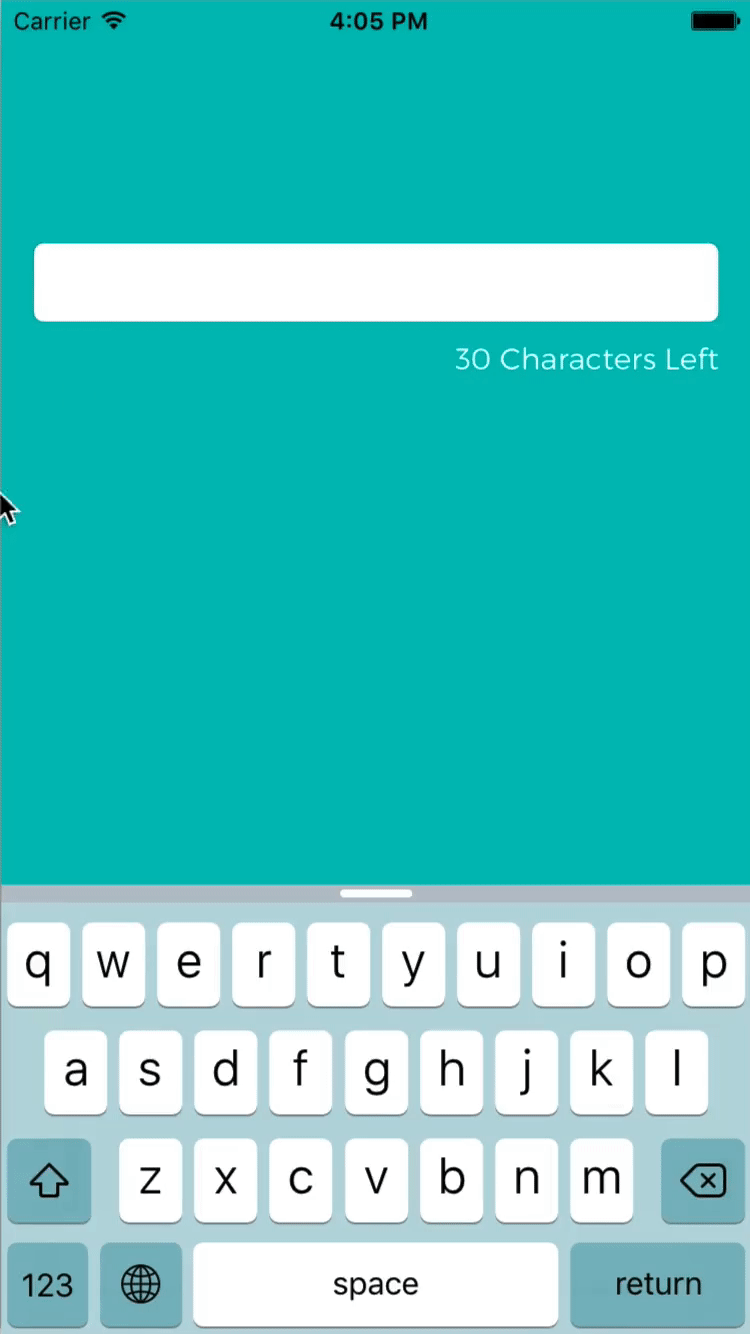 Carrier 4:05 PM
30 Characters Left
q w e r t y u i o p
a s d f g h j k l
z x c v b n m
123 space return